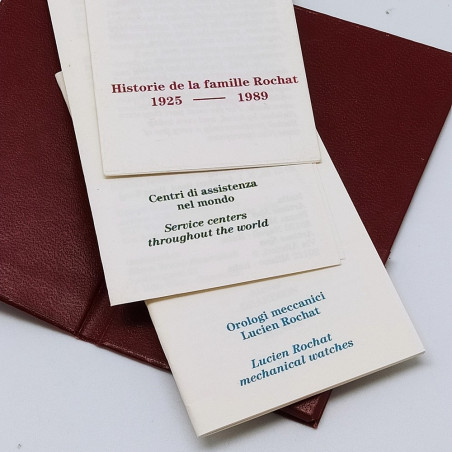 Historie de la famille Rochat
1925 — 1989
Centri di assistenza
nel mondo
Service centers
throughout the world
Orologi meccanici
Lucien Rochat
Lucien Rochat
mechanical watches